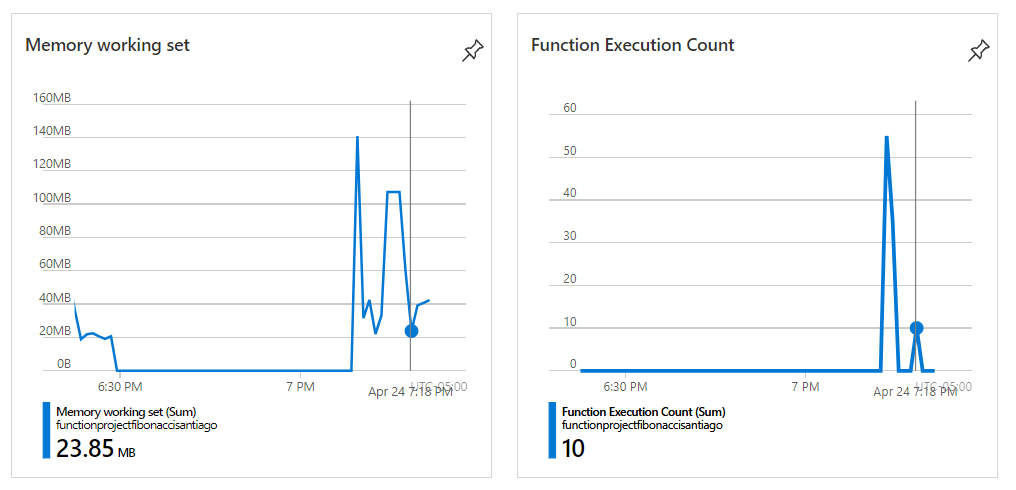 Memory working set
160MB
140MB
120MB
100MB
80MB
60MB
40MB
20MB
0B
6:30 PM
7 PM
Apr 24 7:18 PM
UTC-05:00
Memory working set (Sum)
functionprojectfibonaccisantiago
23.85 MB
Function Execution Count
60
50
40
30
20
10
0
6:30 PM
7 PM
Apr 24 7:18 PM
UTC-05:00
Function Execution Count (Sum)
functionprojectfibonaccisantiago
10